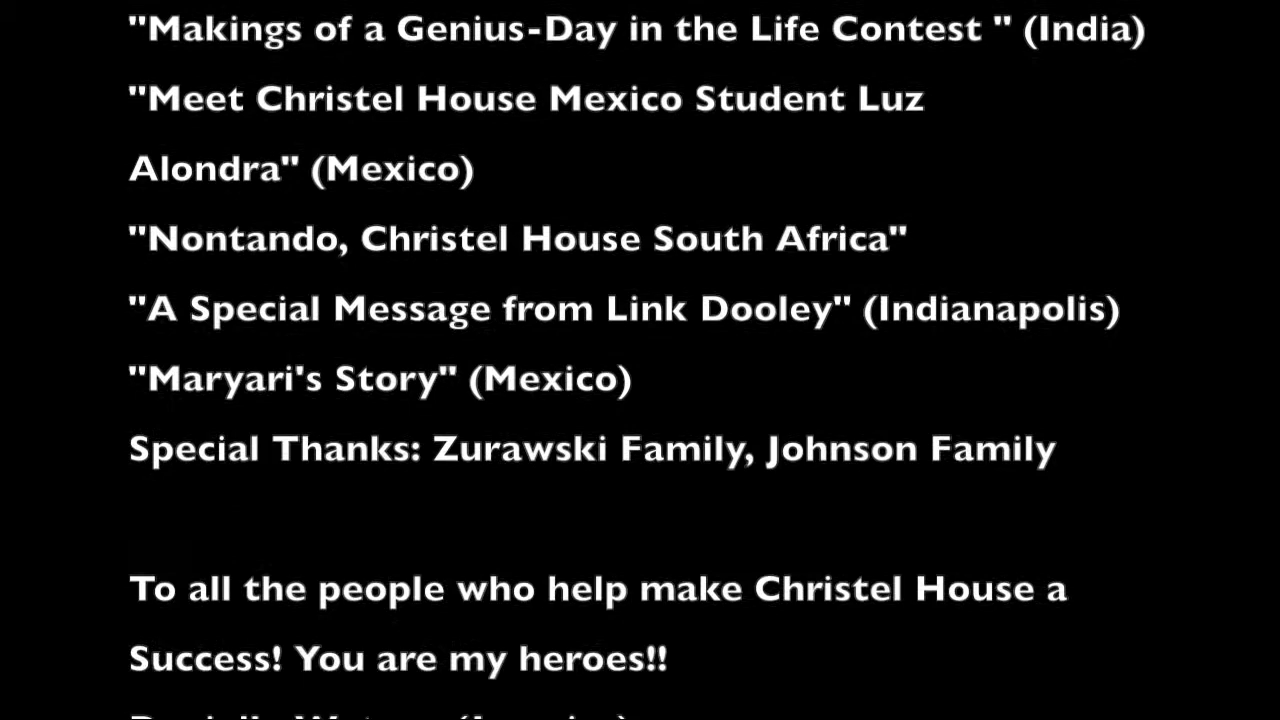 "Makings of a Genius-Day in the Life Contest " (India)
"Meet Christel House Mexico Student Luz
Alondra" (Mexico)
"Nontando, Christel House South Africa"
"A Special Message from Link Dooley" (Indianapolis)
"Maryari's Story" (Mexico)
Special Thanks: Zurawski Family, Johnson Family
To all the people who help make Christel House a
Success! You are my heroes!!